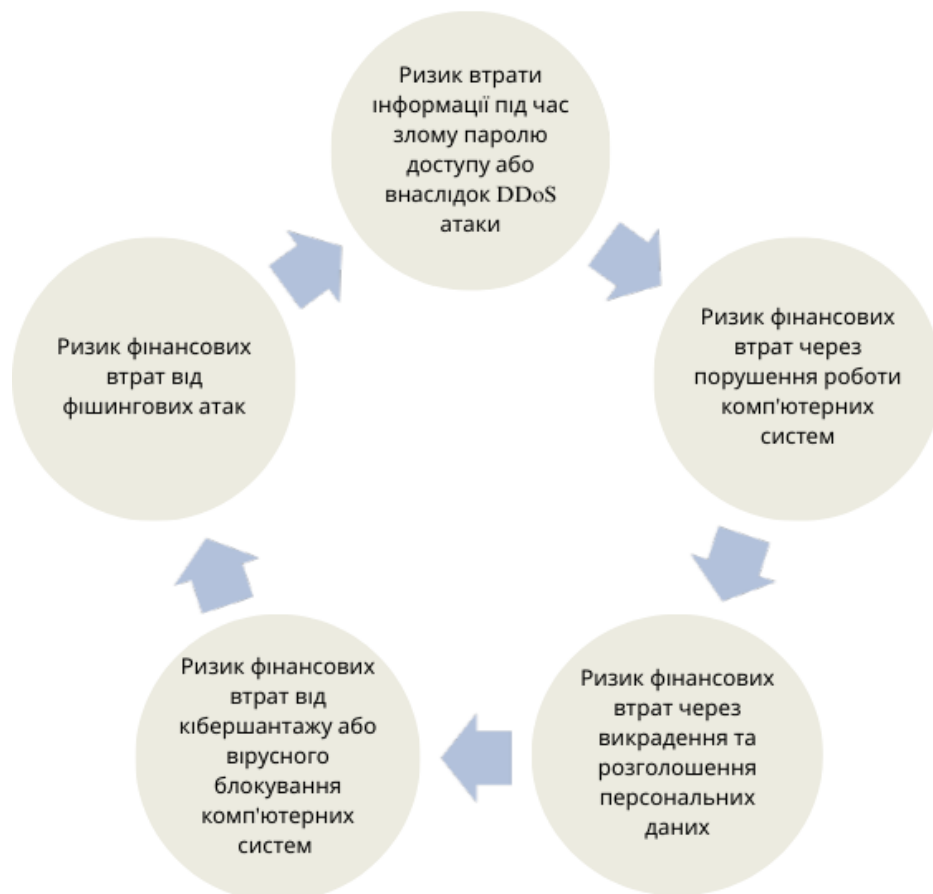 Ризик втрати
інформації під час
злому паролю
доступу або
внаслідок DDoS
атаки
Ризик фінансових
втрат через
порушення роботи
комп'ютерних
систем
Ризик фінансових
втрат через
викрадення та
розголошення
персональних
даних
Ризик фінансових
втрат від
кібершантажу або
вірусного
блокування
комп'ютерних
систем
Ризик фінансових
втрат від
фішингових атак